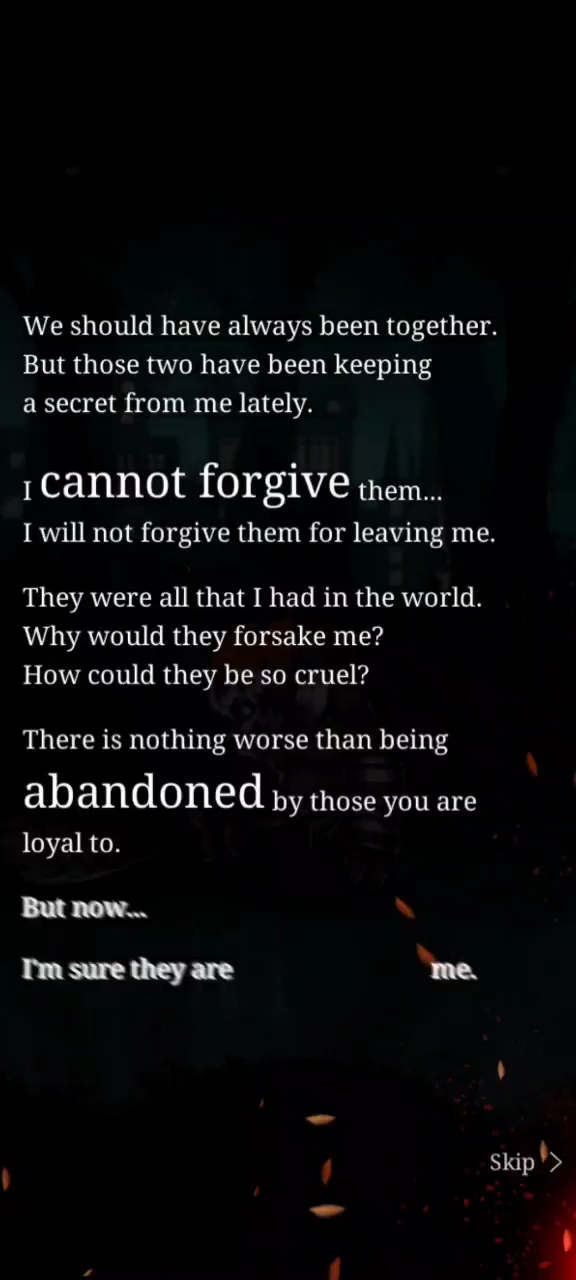 We should have always been together.
But those two have been keeping
a secret from me lately.
I cannot forgive them...
I will not forgive them for leaving me.
They were all that I had in the world.
Why would they forsake me?
How could they be so cruel?
There is nothing worse than being
abandoned by those you are
loyal to.
But now...
I'm sure they are me.
Skip